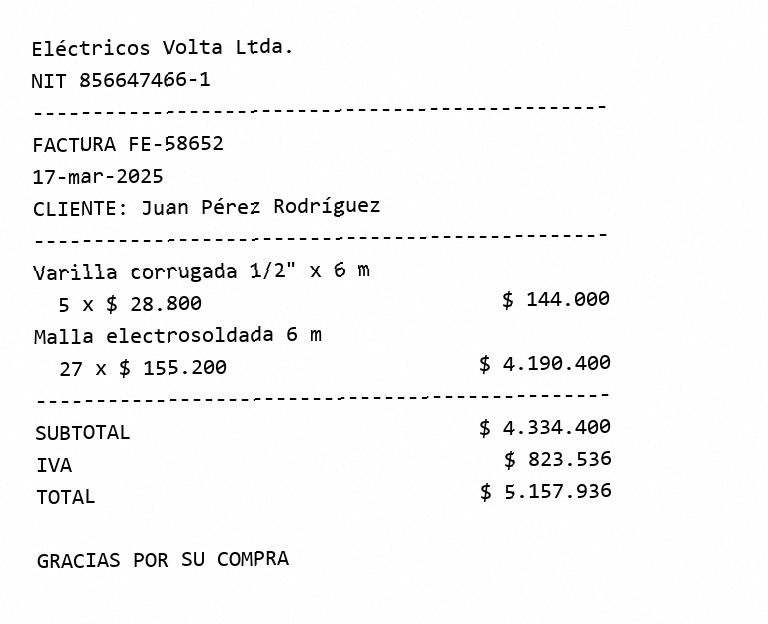 Eléctricos Volta Ltda.
NIT 856647466-1
------------------------------------------------
FACTURA FE-58652
17-mar-2025
CLIENTE: Juan Pérez Rodríguez
------------------------------------------------
Varilla corrugada 1/2" x 6 m
5 x $ 28.800 $ 144.000
Malla electrosoldada 6 m
27 x $ 155.200 $ 4.190.400
------------------------------------------------
SUBTOTAL $ 4.334.400
IVA $ 823.536
TOTAL $ 5.157.936
GRACIAS POR SU COMPRA